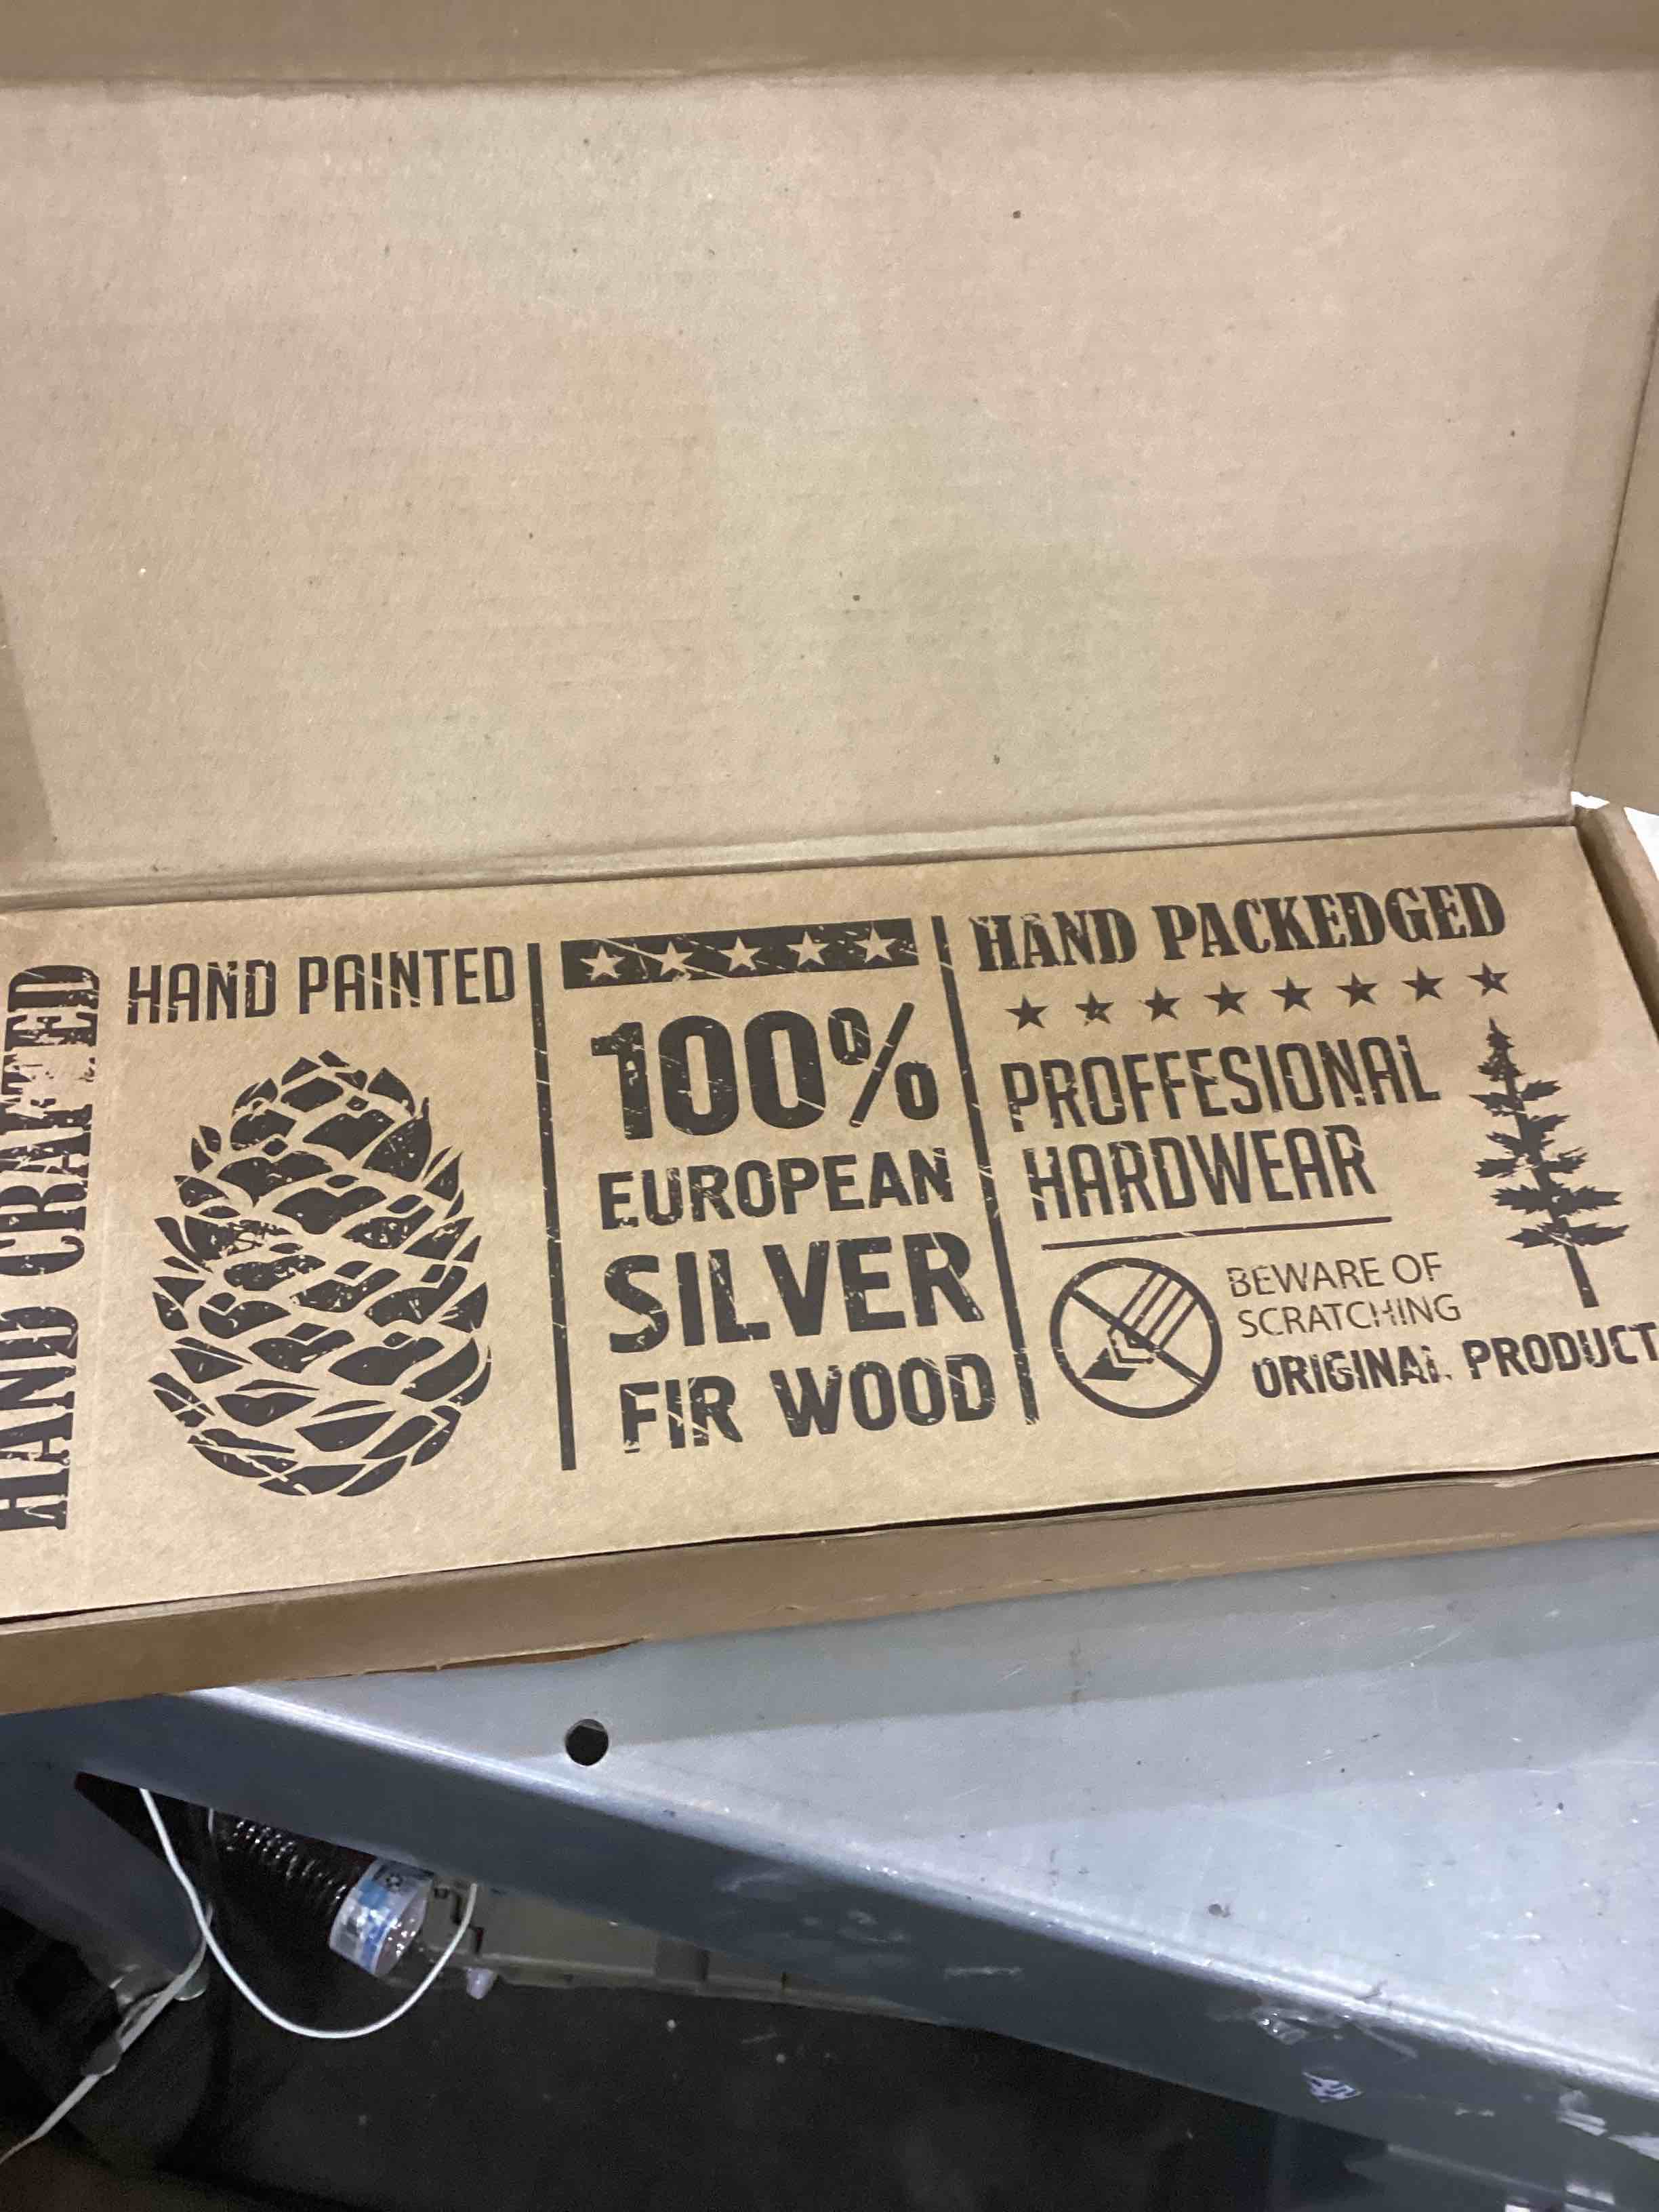 HAND CRAFTED
HAND PAINTED
100%
EUROPEAN
SILVER
FIR WOOD
HAND PACKEDGED
PROFFESIONAL
HARDWEAR
BEWARE OF
SCRATCHING
ORIGINAL PRODUCT